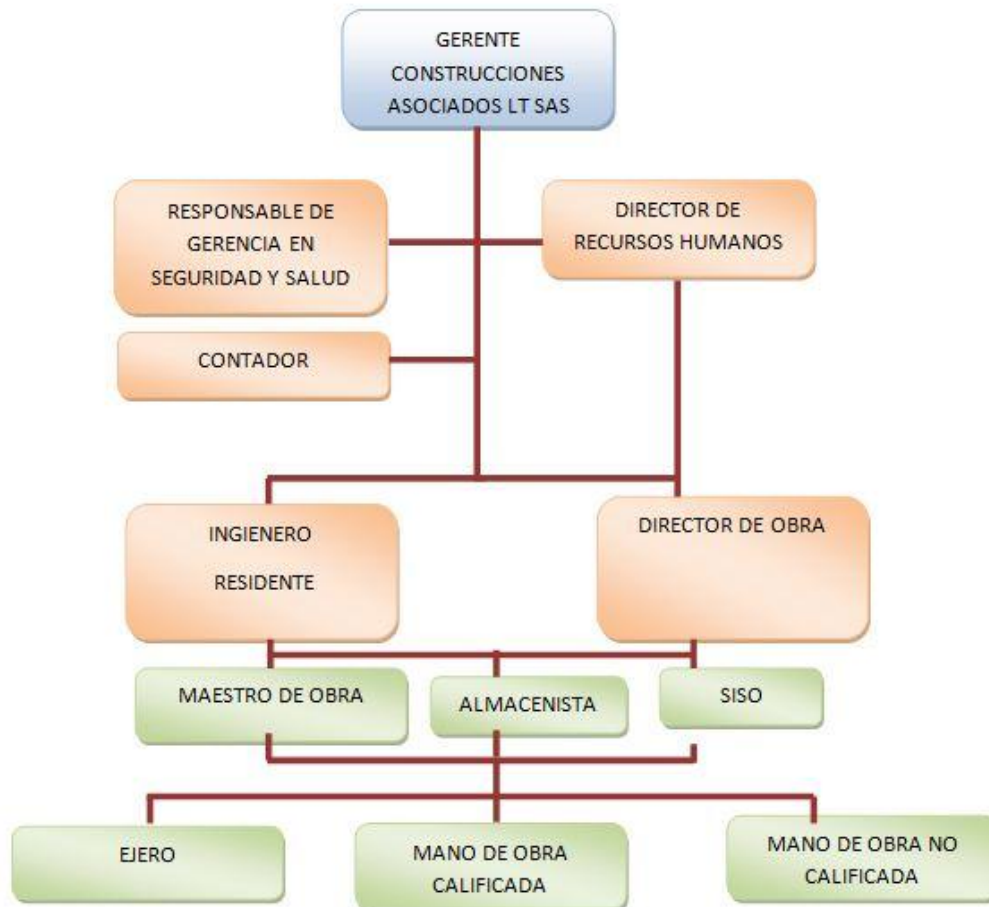 GERENTE
CONSTRUCCIONES
ASOCIADOS LT SAS
RESPONSABLE DE
GERENCIA EN
SEGURIDAD Y SALUD
DIRECTOR DE
RECURSOS HUMANOS
CONTADOR
INGIENERO
RESIDENTE
DIRECTOR DE OBRA
MAESTRO DE OBRA
ALMACENISTA
SISO
EJERO
MANO DE OBRA
CALIFICADA
MANO DE OBRA NO
CALIFICADA